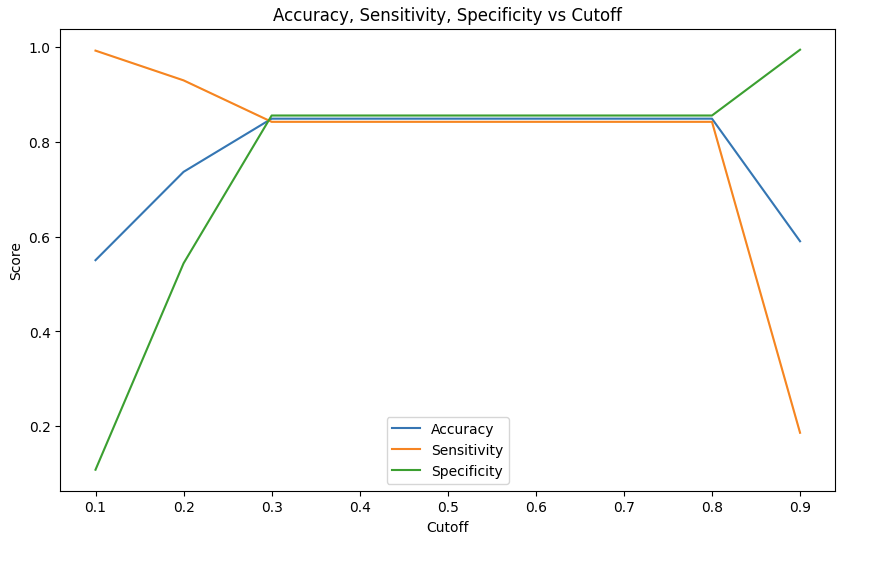 Accuracy, Sensitivity, Specificity vs Cutoff
1.0
0.8
0.6
0.4
0.2
Score
Accuracy
Sensitivity
Specificity
0.1 0.2 0.3 0.4 0.5 0.6 0.7 0.8 0.9
Cutoff